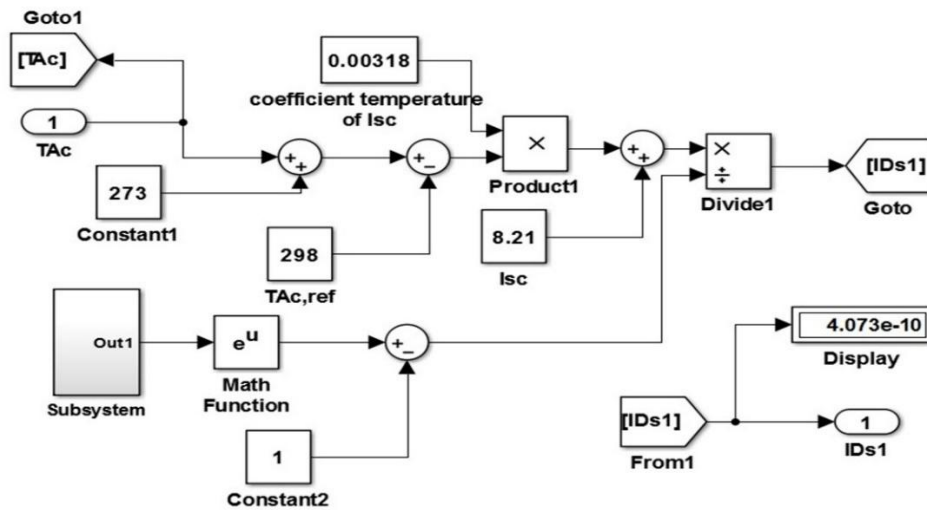 Goto1
[TAc]
1
TAc
0.00318
coefficient temperature
of Isc
+
+
+
−
×
Product1
+
+
×
÷
Divide1
[IDs1]
Goto
273
Constant1
298
TAc,ref
8.21
Isc
Out1
Subsystem
e^u
Math
Function
+
−
1
Constant2
4.073e-10
Display
[IDs1]
From1
1
IDs1